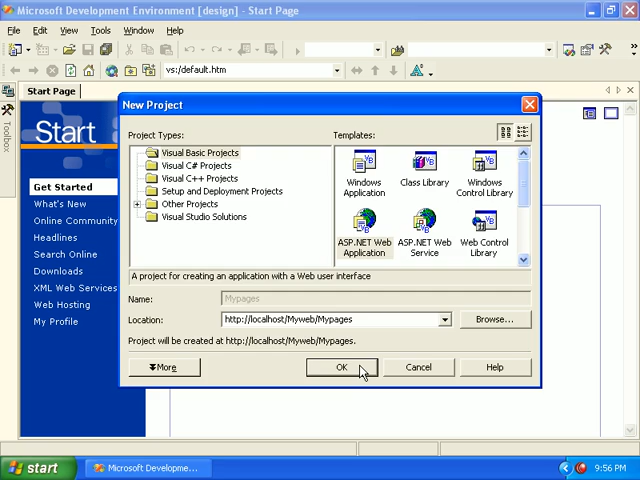 Microsoft Development Environment [design] - Start Page
File Edit View Tools Window Help
vs:/default.htm
Start Page
Toolbox
Start
Get Started
What's New
Online Community
Headlines
Search Online
Downloads
XML Web Services
Web Hosting
My Profile
New Project
Project Types:
Templates:
Visual Basic Projects
Visual C# Projects
Visual C++ Projects
Setup and Deployment Projects
Other Projects
Visual Studio Solutions
Windows Application
Class Library
Windows Control Library
ASP.NET Web Application
ASP.NET Web Service
Web Control Library
A project for creating an application with a Web user interface
Name: Mypages
Location: http://localhost/Myweb/Mypages Browse...
Project will be created at http://localhost/Myweb/Mypages.
More OK Cancel Help
start Microsoft Developme... 9:56 PM